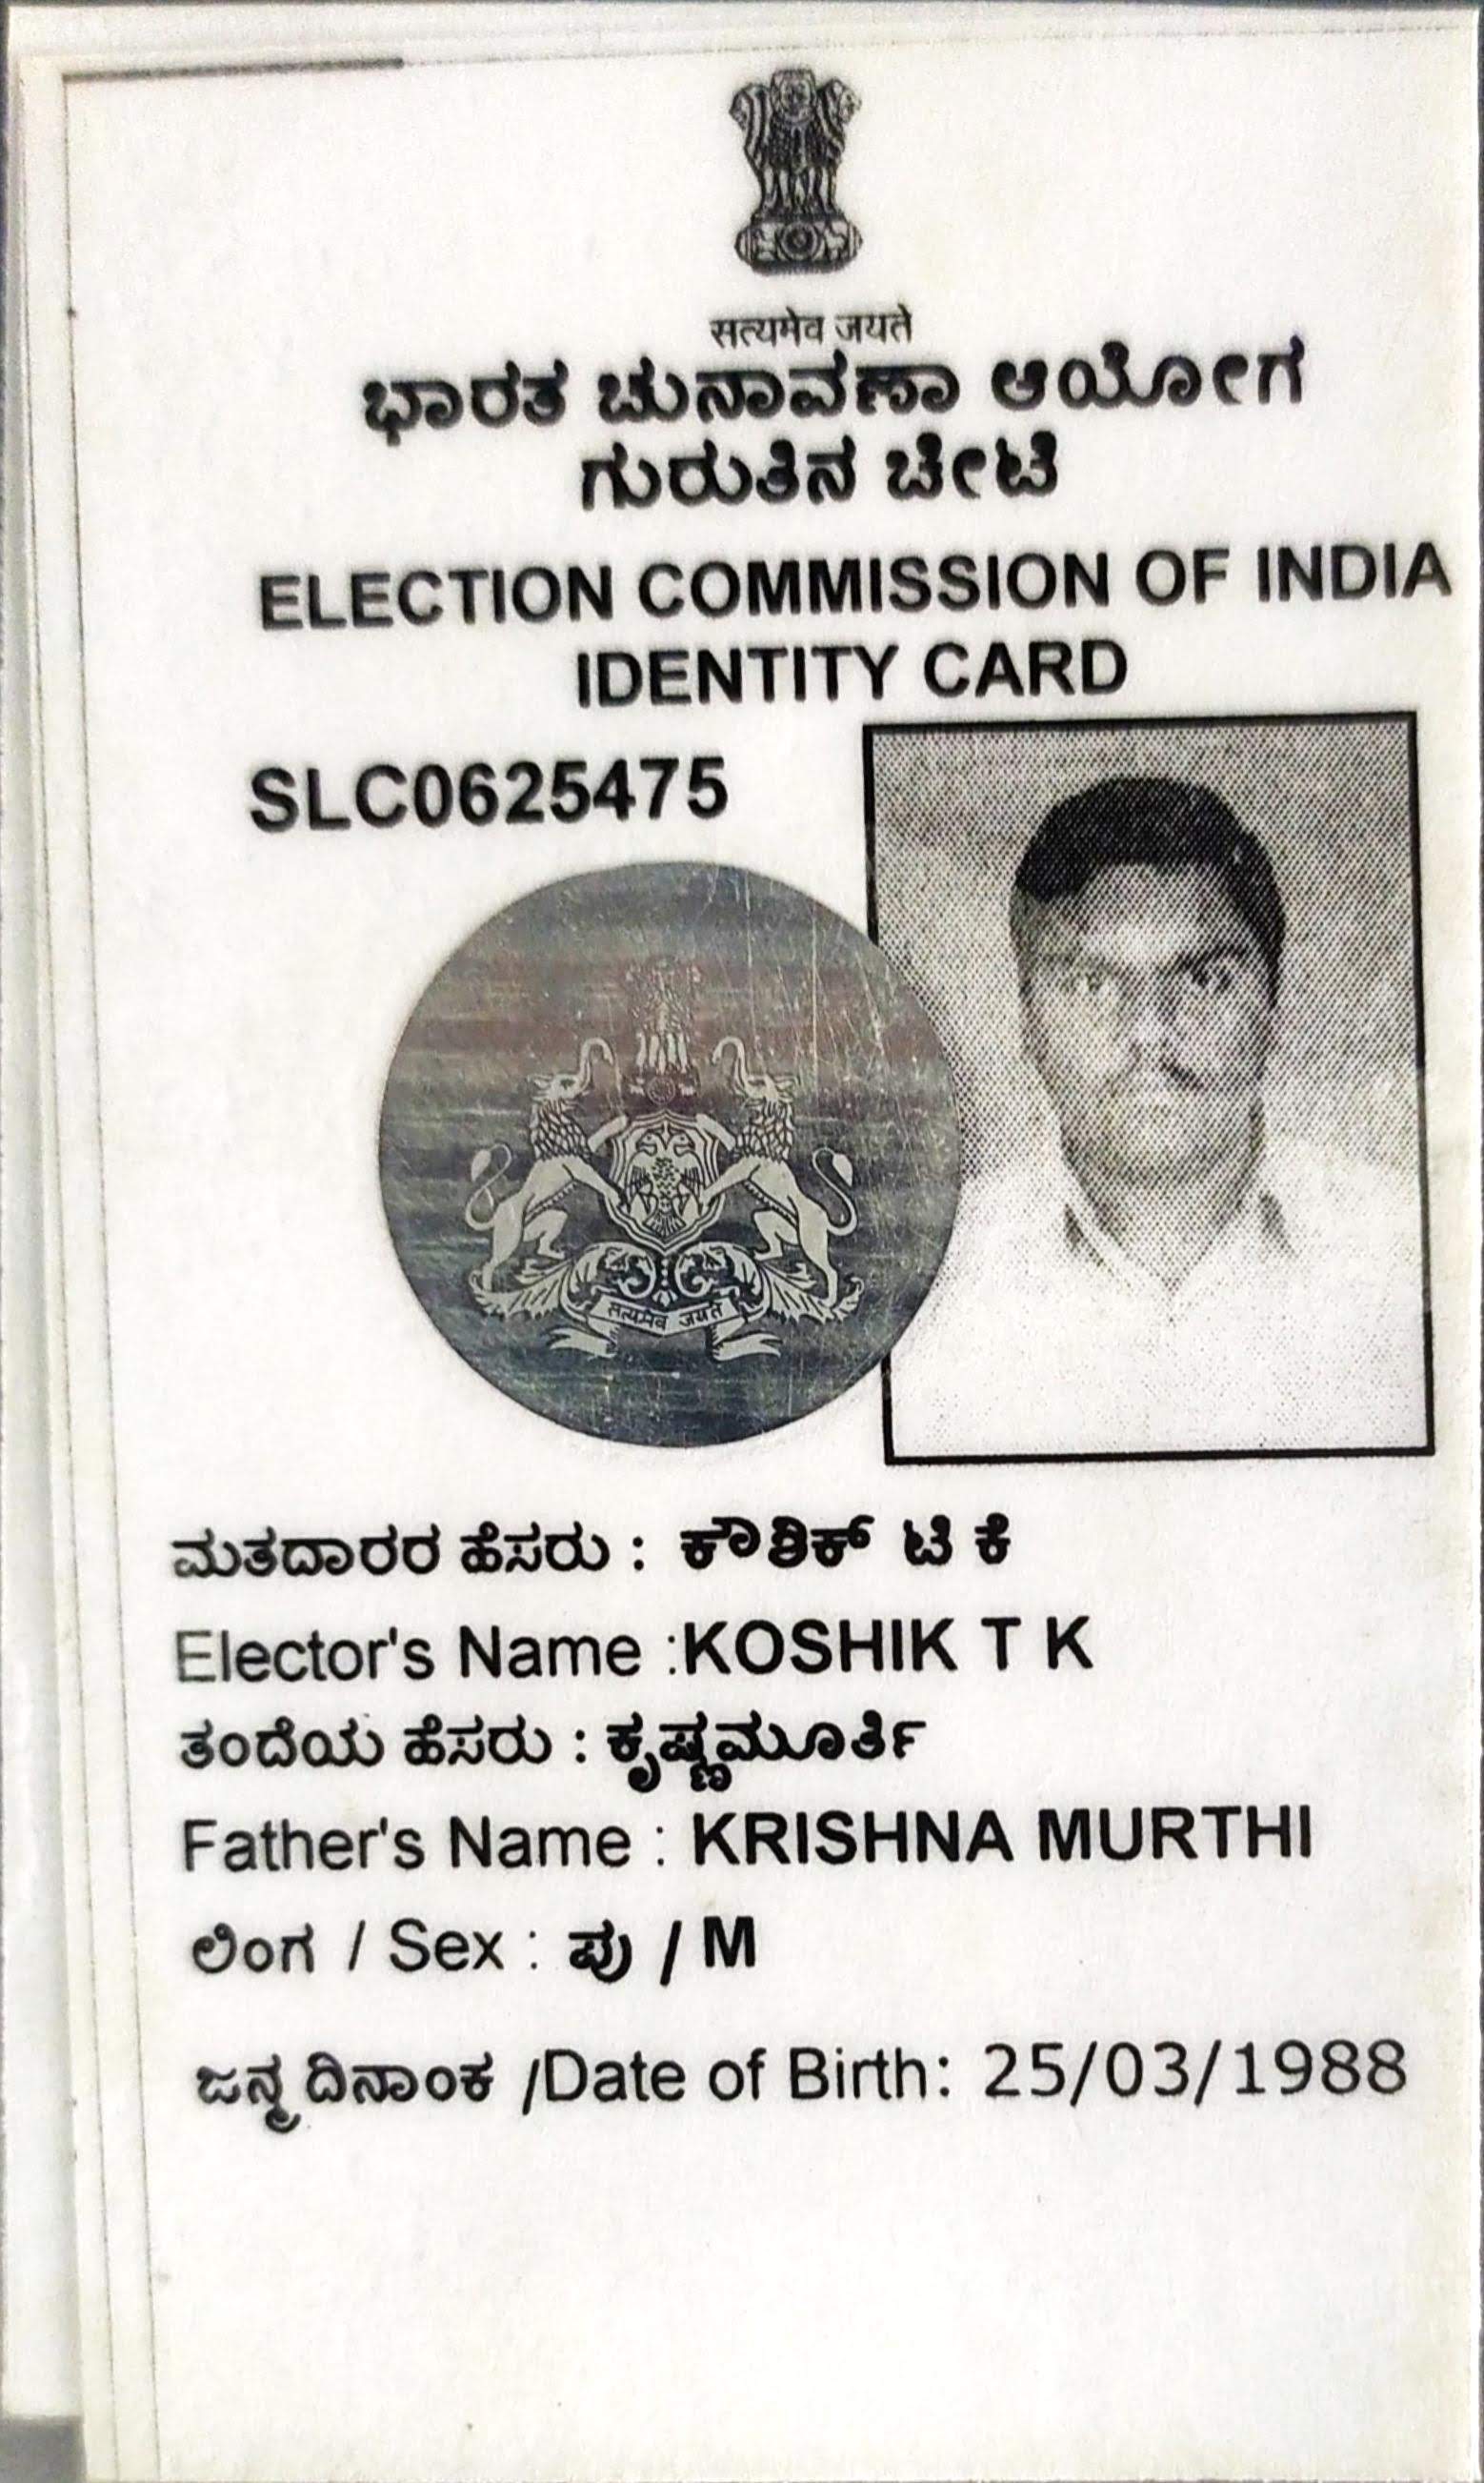 सत्यमेव जयते
ಭಾರತ ಚುನಾವಣಾ ಆಯೋಗ
ಗುರುತಿನ ಚೀಟಿ
ELECTION COMMISSION OF INDIA
IDENTITY CARD
SLC0625475
सत्यमेव जयते
ಮತದಾರರ ಹೆಸರು : ಕೌಶಿಕ್ ಟಿ ಕೆ
Elector's Name :KOSHIK T K
ತಂದೆಯ ಹೆಸರು : ಕೃಷ್ಣಮೂರ್ತಿ
Father's Name : KRISHNA MURTHI
ಲಿಂಗ / Sex : ಪು / M
ಜನ್ಮ ದಿನಾಂಕ /Date of Birth: 25/03/1988